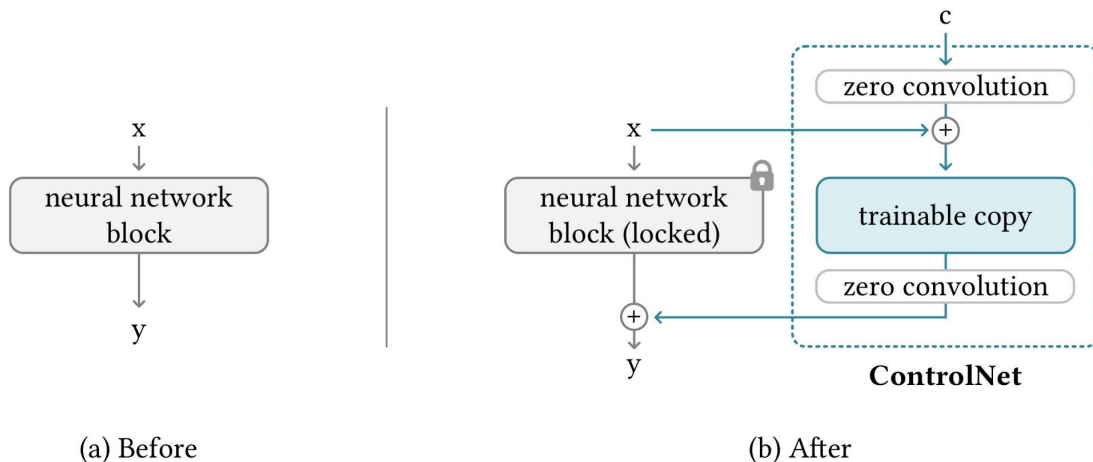 x
neural network
block
y
(a) Before
x
neural network
block (locked)
+
y
c
zero convolution
+
trainable copy
zero convolution
ControlNet
(b) After